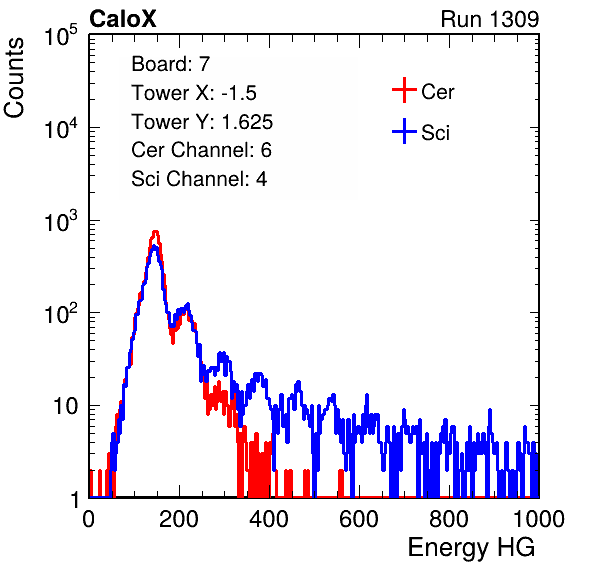 CaloX Run 1309
Counts
10^5
10^4
10^3
10^2
10
1
Board: 7
Tower X: -1.5
Tower Y: 1.625
Cer Channel: 6
Sci Channel: 4
Cer
Sci
0 200 400 600 800 1000
Energy HG